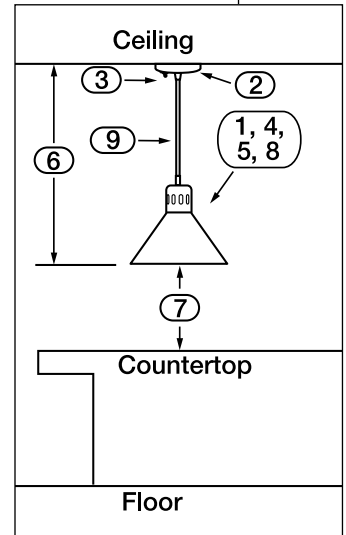 Ceiling
3
2
1, 4,
5, 8
9
6
7
Countertop
Floor